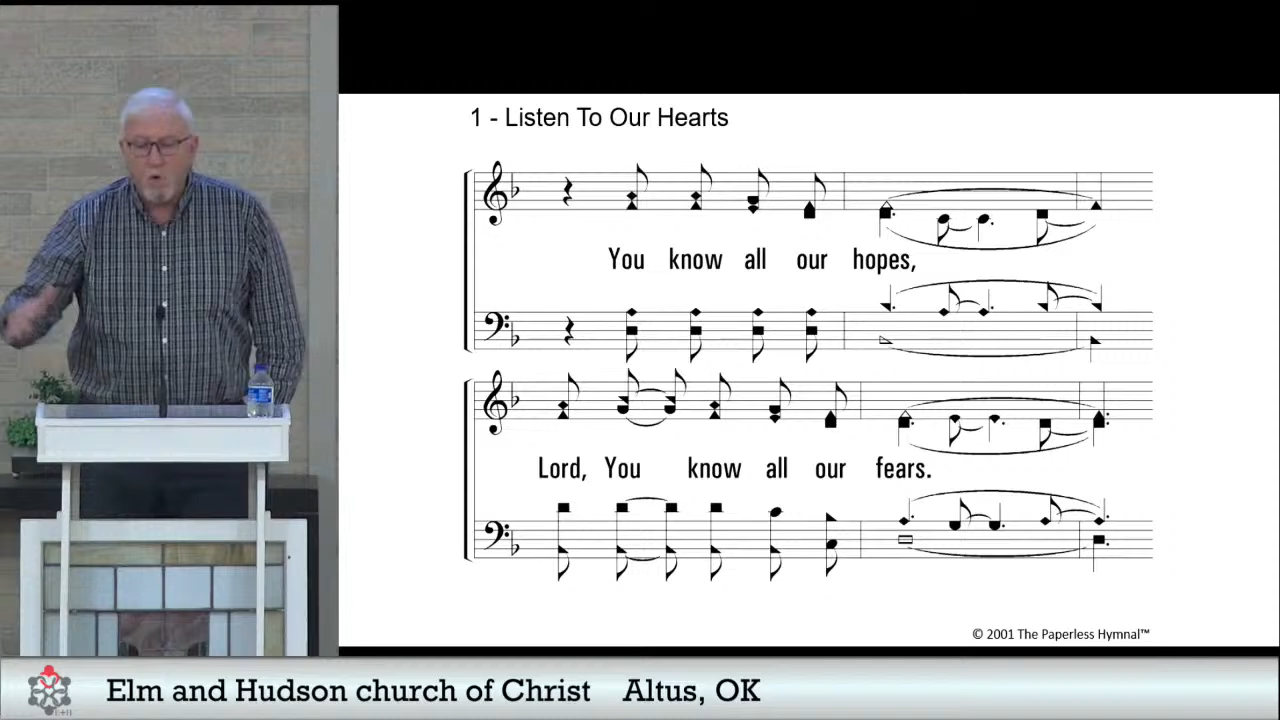 1 - Listen To Our Hearts
You know all our hopes,
Lord, You know all our fears.
© 2001 The Paperless Hymnal™
Elm and Hudson church of Christ Altus, OK